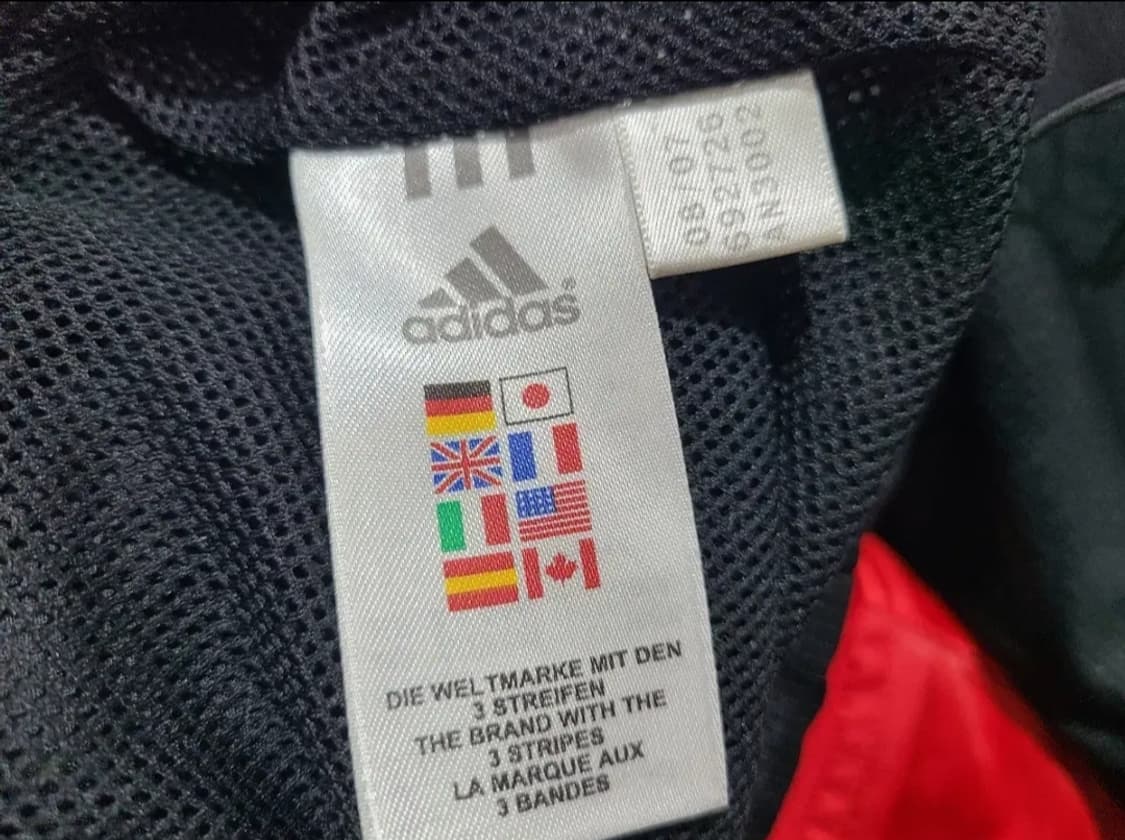 adidas®
DIE WELTMARKE MIT DEN
3 STREIFEN
THE BRAND WITH THE
3 STRIPES
LA MARQUE AUX
3 BANDES
08/07
692726
AN3002